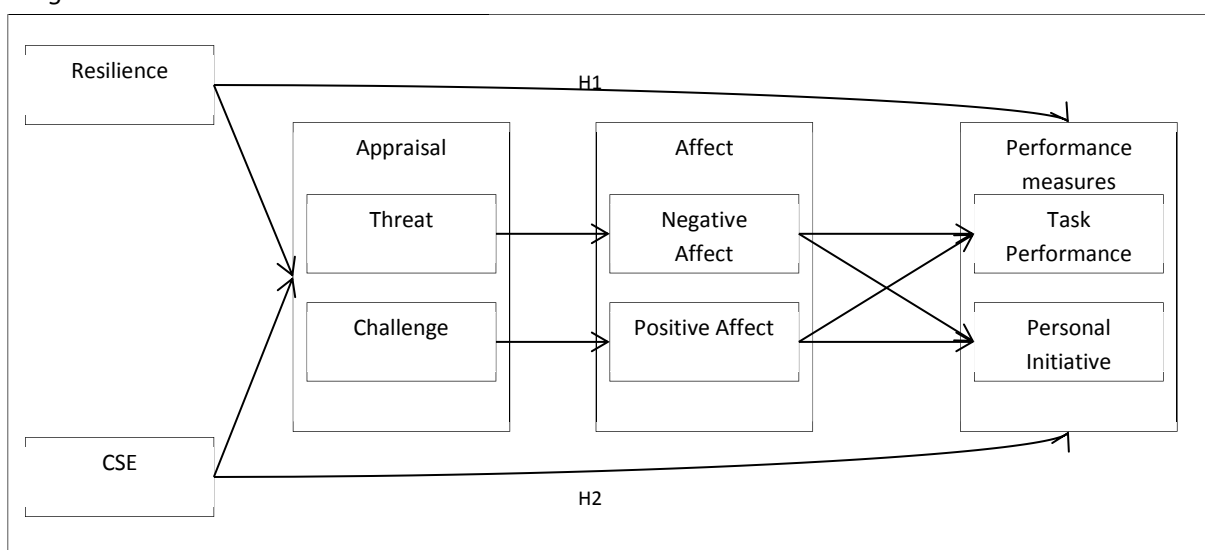 Resilience
H1
Appraisal
Affect
Performance
measures
Threat
Negative
Affect
Task
Performance
Challenge
Positive Affect
Personal
Initiative
CSE
H2